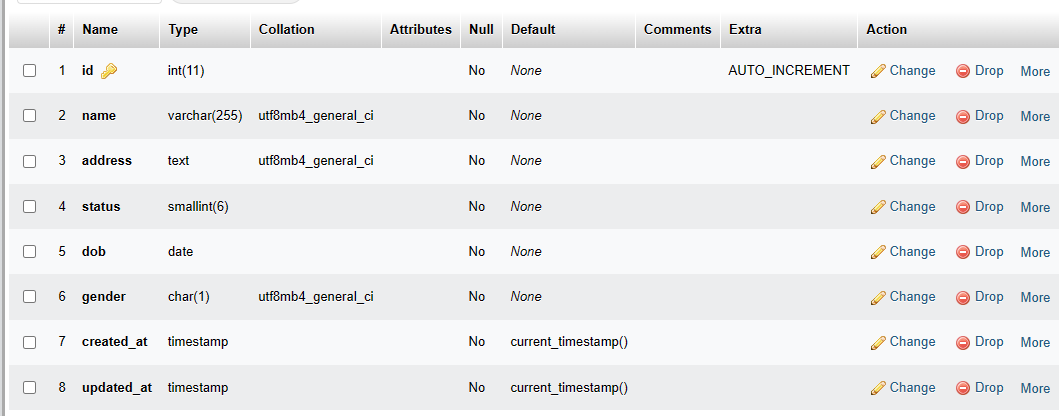 # Name Type Collation Attributes Null Default Comments Extra Action
1 id int(11) No None AUTO_INCREMENT Change Drop More
2 name varchar(255) utf8mb4_general_ci No None Change Drop More
3 address text utf8mb4_general_ci No None Change Drop More
4 status smallint(6) No None Change Drop More
5 dob date No None Change Drop More
6 gender char(1) utf8mb4_general_ci No None Change Drop More
7 created_at timestamp No current_timestamp() Change Drop More
8 updated_at timestamp No current_timestamp() Change Drop More